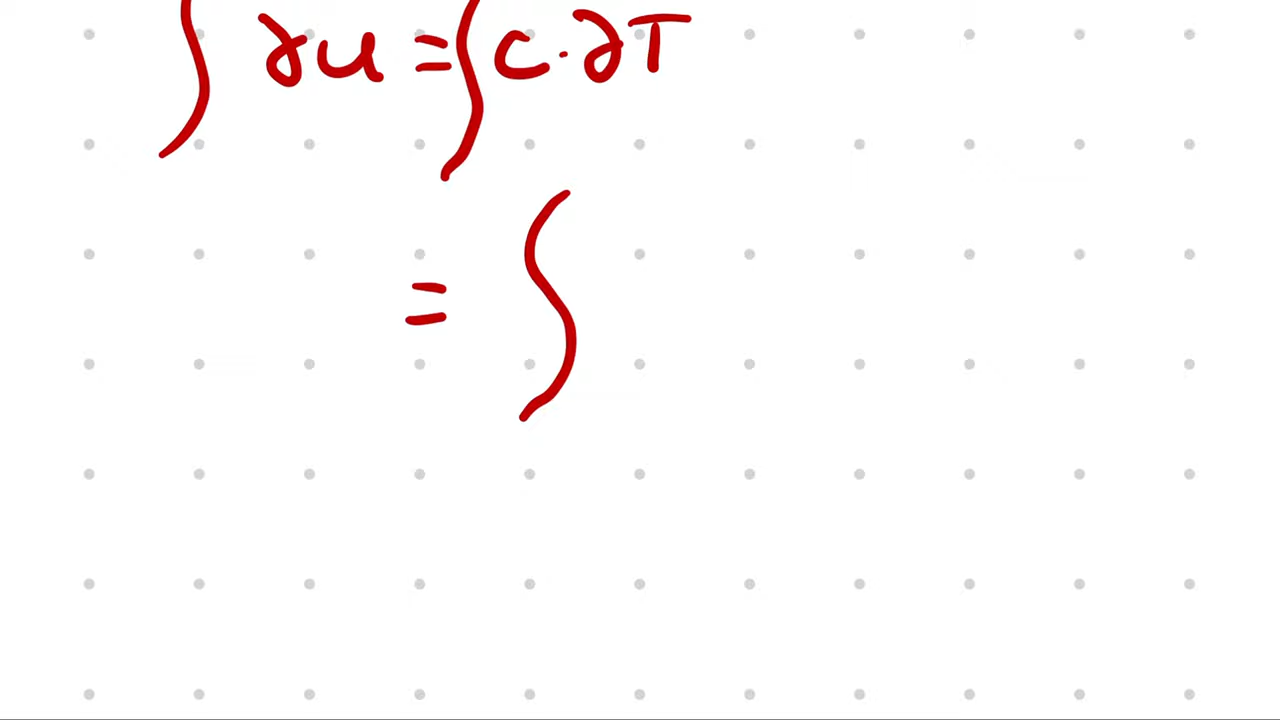 ∫ ∂u = ∫ c · ∂T
= ∫